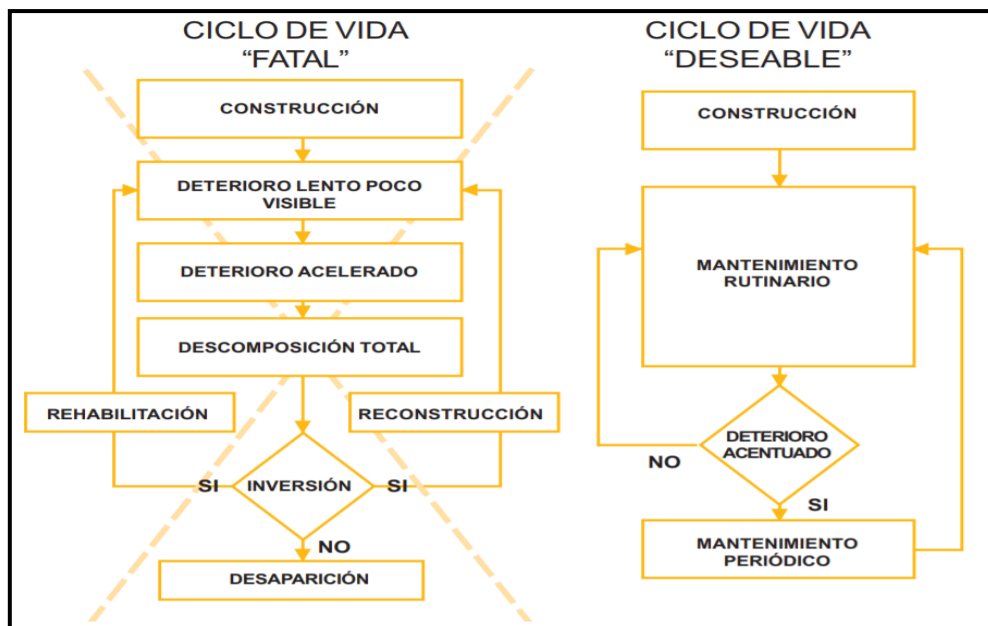 CICLO DE VIDA
“FATAL”
CONSTRUCCIÓN
DETERIORO LENTO POCO
VISIBLE
DETERIORO ACELERADO
DESCOMPOSICIÓN TOTAL
REHABILITACIÓN
RECONSTRUCCIÓN
SI
INVERSIÓN
SI
NO
DESAPARICIÓN
CICLO DE VIDA
“DESEABLE”
CONSTRUCCIÓN
MANTENIMIENTO
RUTINARIO
DETERIORO
ACENTUADO
NO
SI
MANTENIMIENTO
PERIÓDICO